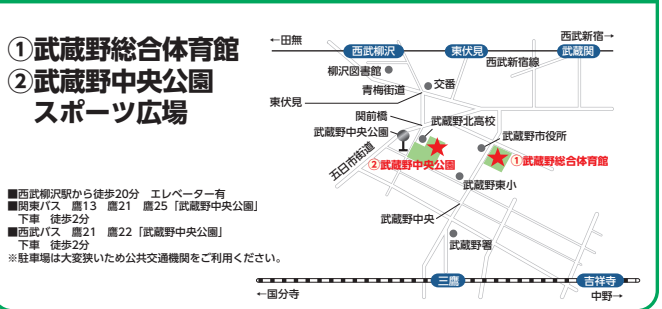 ①武蔵野総合体育館
②武蔵野中央公園
スポーツ広場
■西武柳沢駅から徒歩20分 エレベーター有
■関東バス 鷹13 鷹21 鷹25「武蔵野中央公園」
下車 徒歩2分
■西武バス 鷹21 鷹22「武蔵野中央公園」
下車 徒歩2分
※駐車場は大変狭いため公共交通機関をご利用ください。
←田無
西武新宿→
西武柳沢
東伏見
武蔵関
西武新宿線
柳沢図書館
交番
青梅街道
東伏見
関前橋
武蔵野北高校
武蔵野中央公園
武蔵野市役所
五日市街道
②武蔵野中央公園
①武蔵野総合体育館
武蔵野東小
武蔵野中央
武蔵野署
三鷹
吉祥寺
←国分寺
中野→